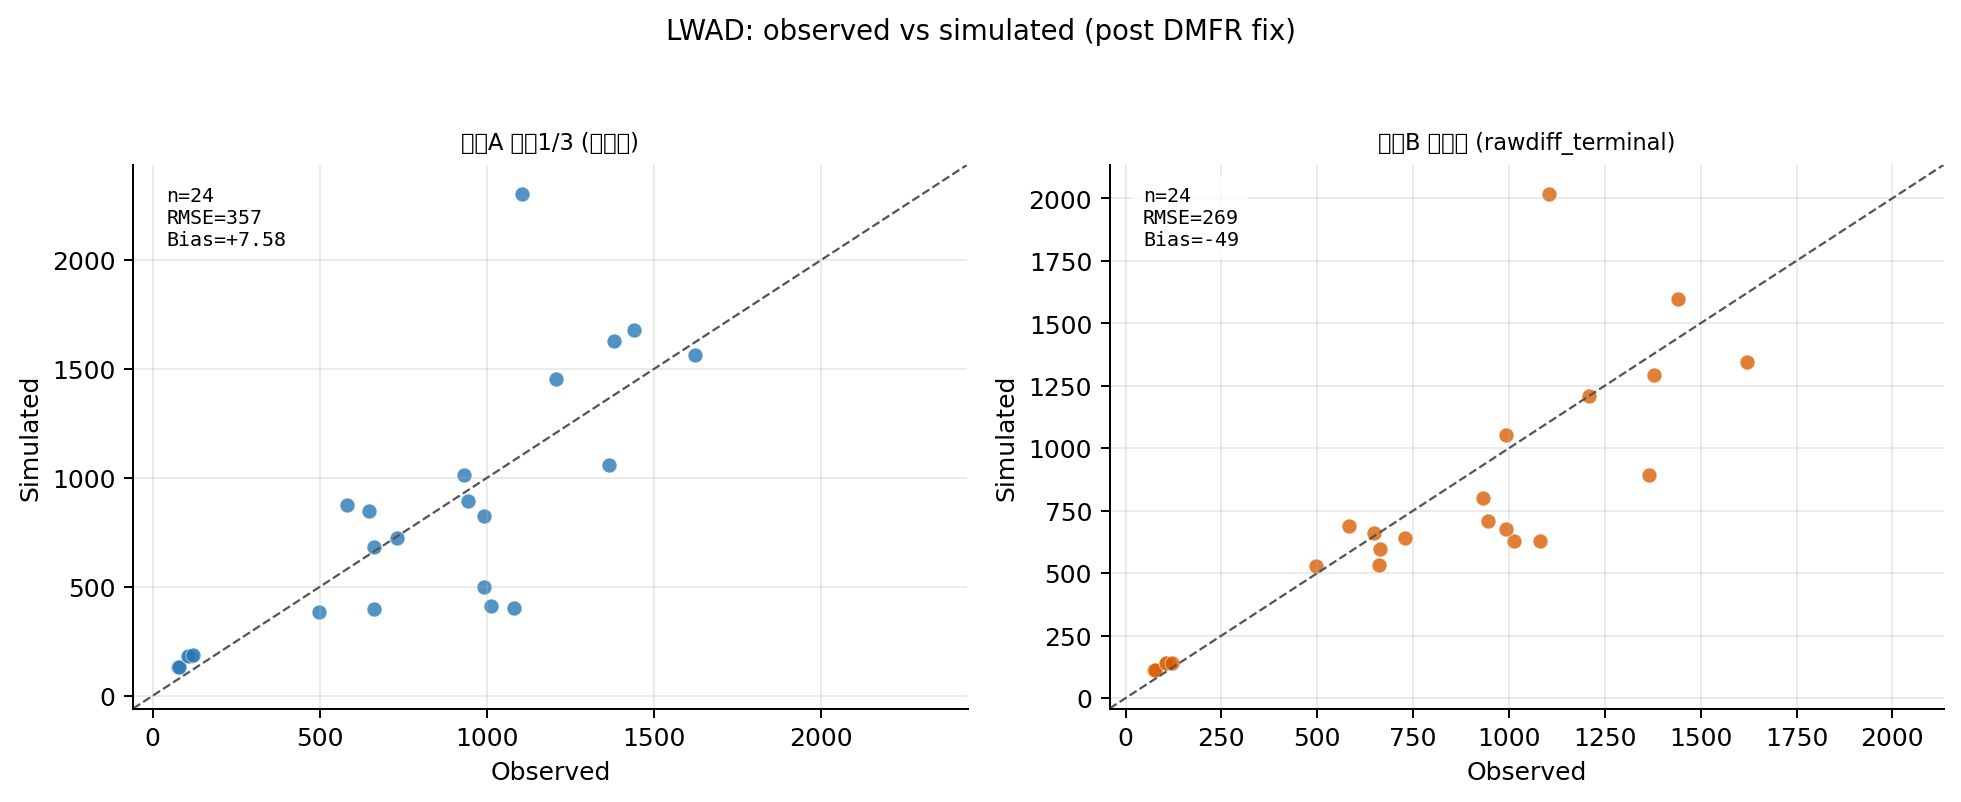 LWAD: observed vs simulated (post DMFR fix)
A 1/3
n=24
RMSE=357
Bias=+7.58
2000
1500
1000
500
0
Simulated
0 500 1000 1500 2000
Observed
B (rawdiff_terminal)
n=24
RMSE=269
Bias=-49
2000
1750
1500
1250
1000
750
500
250
0
Simulated
0 250 500 750 1000 1250 1500 1750 2000
Observed